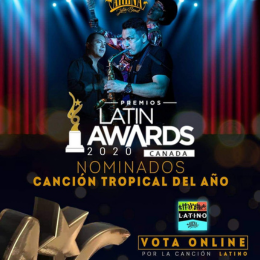 PREMIOS
LATIN
AWARDS
2020 CANADA
NOMINADOS
CANCIÓN TROPICAL DEL AÑO
LATINO
VOTA ONLINE
POR LA CANCIÓN LATINO